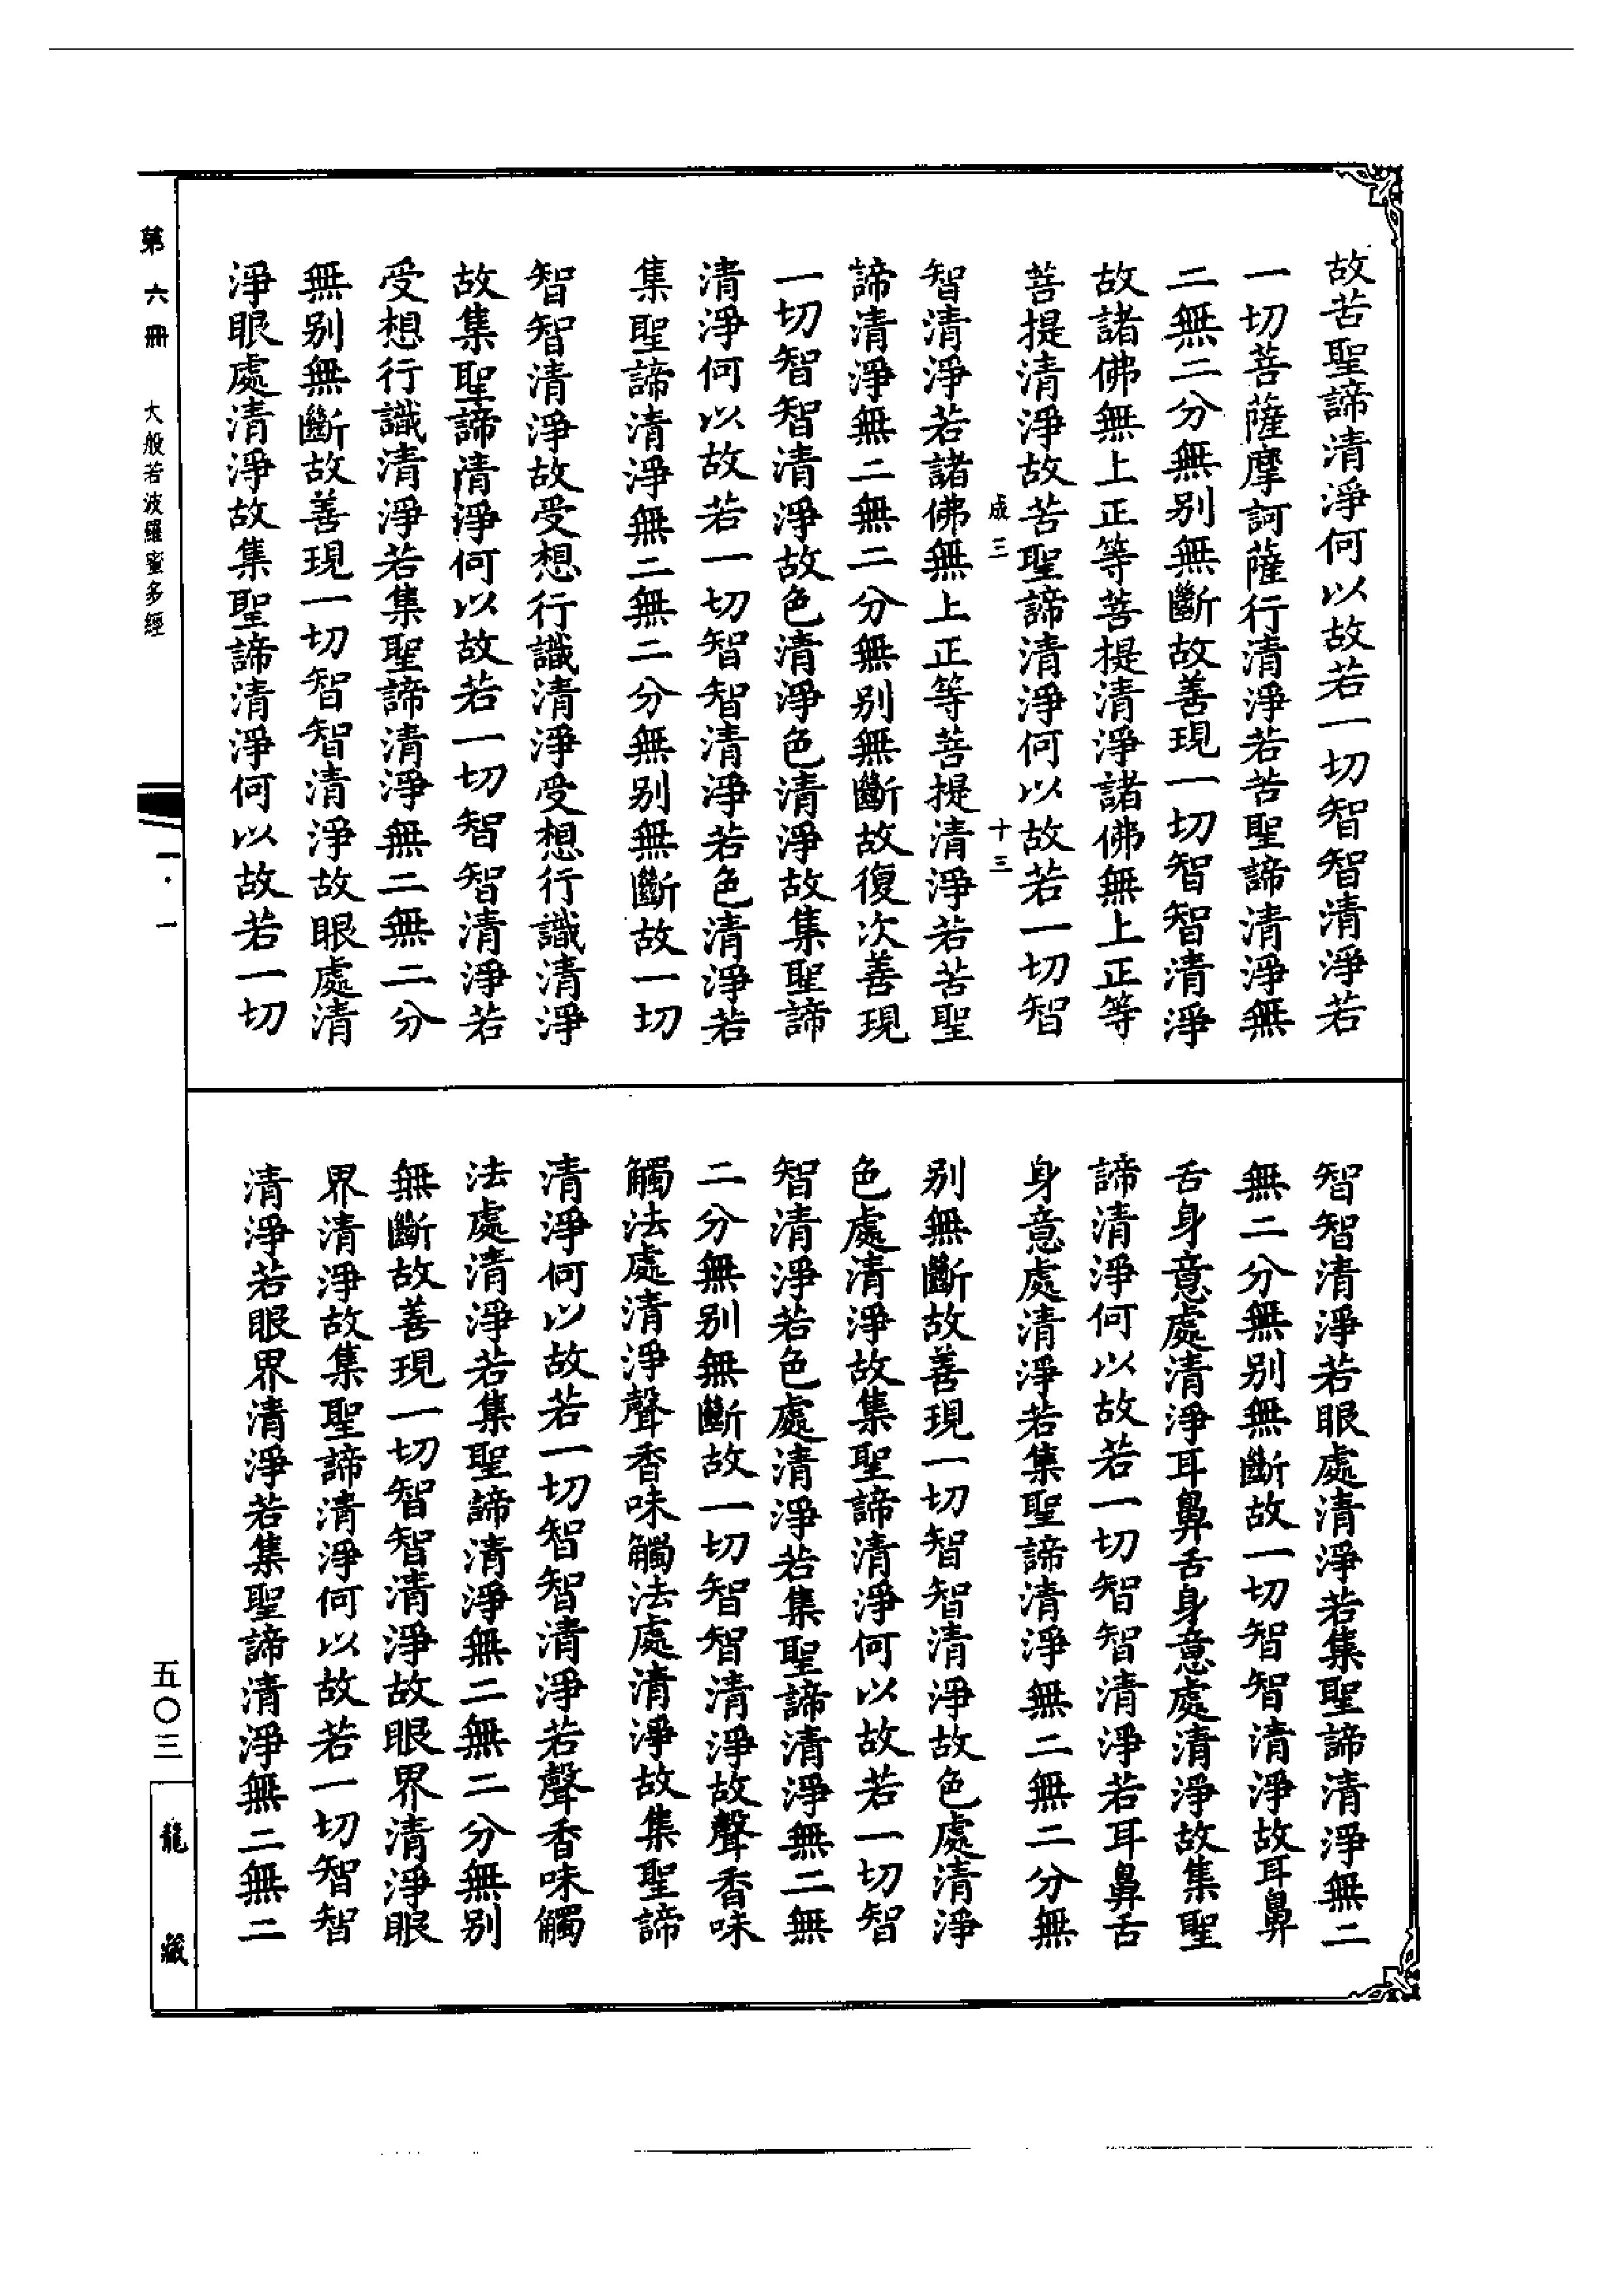 故苦聖諦清淨何以故若一切智智清淨若
一切菩薩摩訶薩行清淨若苦聖諦清淨無
二無二分無別無斷故善現一切智智清淨
故諸佛無上正等菩提清淨諸佛無上正等
菩提清淨故苦聖諦清淨何以故若一切智
成三 十三
智清淨若諸佛無上正等菩提清淨若苦聖
諦清淨無二無二分無別無斷故復次善現
一切智智清淨故色清淨色清淨故集聖諦
清淨何以故若一切智智清淨若色清淨若
集聖諦清淨無二無二分無別無斷故一切
智智清淨故受想行識清淨受想行識清淨
故集聖諦清淨何以故若一切智智清淨若
受想行識清淨若集聖諦清淨無二無二分
無別無斷故善現一切智智清淨故眼處清
淨眼處清淨故集聖諦清淨何以故若一切
智智清淨若眼處清淨若集聖諦清淨無二
無二分無別無斷故一切智智清淨故耳鼻
舌身意處清淨耳鼻舌身意處清淨故集聖
諦清淨何以故若一切智智清淨若耳鼻舌
身意處清淨若集聖諦清淨無二無二分無
別無斷故善現一切智智清淨故色處清淨
色處清淨故集聖諦清淨何以故若一切智
智清淨若色處清淨若集聖諦清淨無二無
二分無別無斷故一切智智清淨故聲香味
觸法處清淨聲香味觸法處清淨故集聖諦
清淨何以故若一切智智清淨若聲香味觸
法處清淨若集聖諦清淨無二無二分無別
無斷故善現一切智智清淨故眼界清淨眼
界清淨故集聖諦清淨何以故若一切智智
清淨若眼界清淨若集聖諦清淨無二無二
第六冊 大般若波羅蜜多經
一·一
五〇三
龍藏